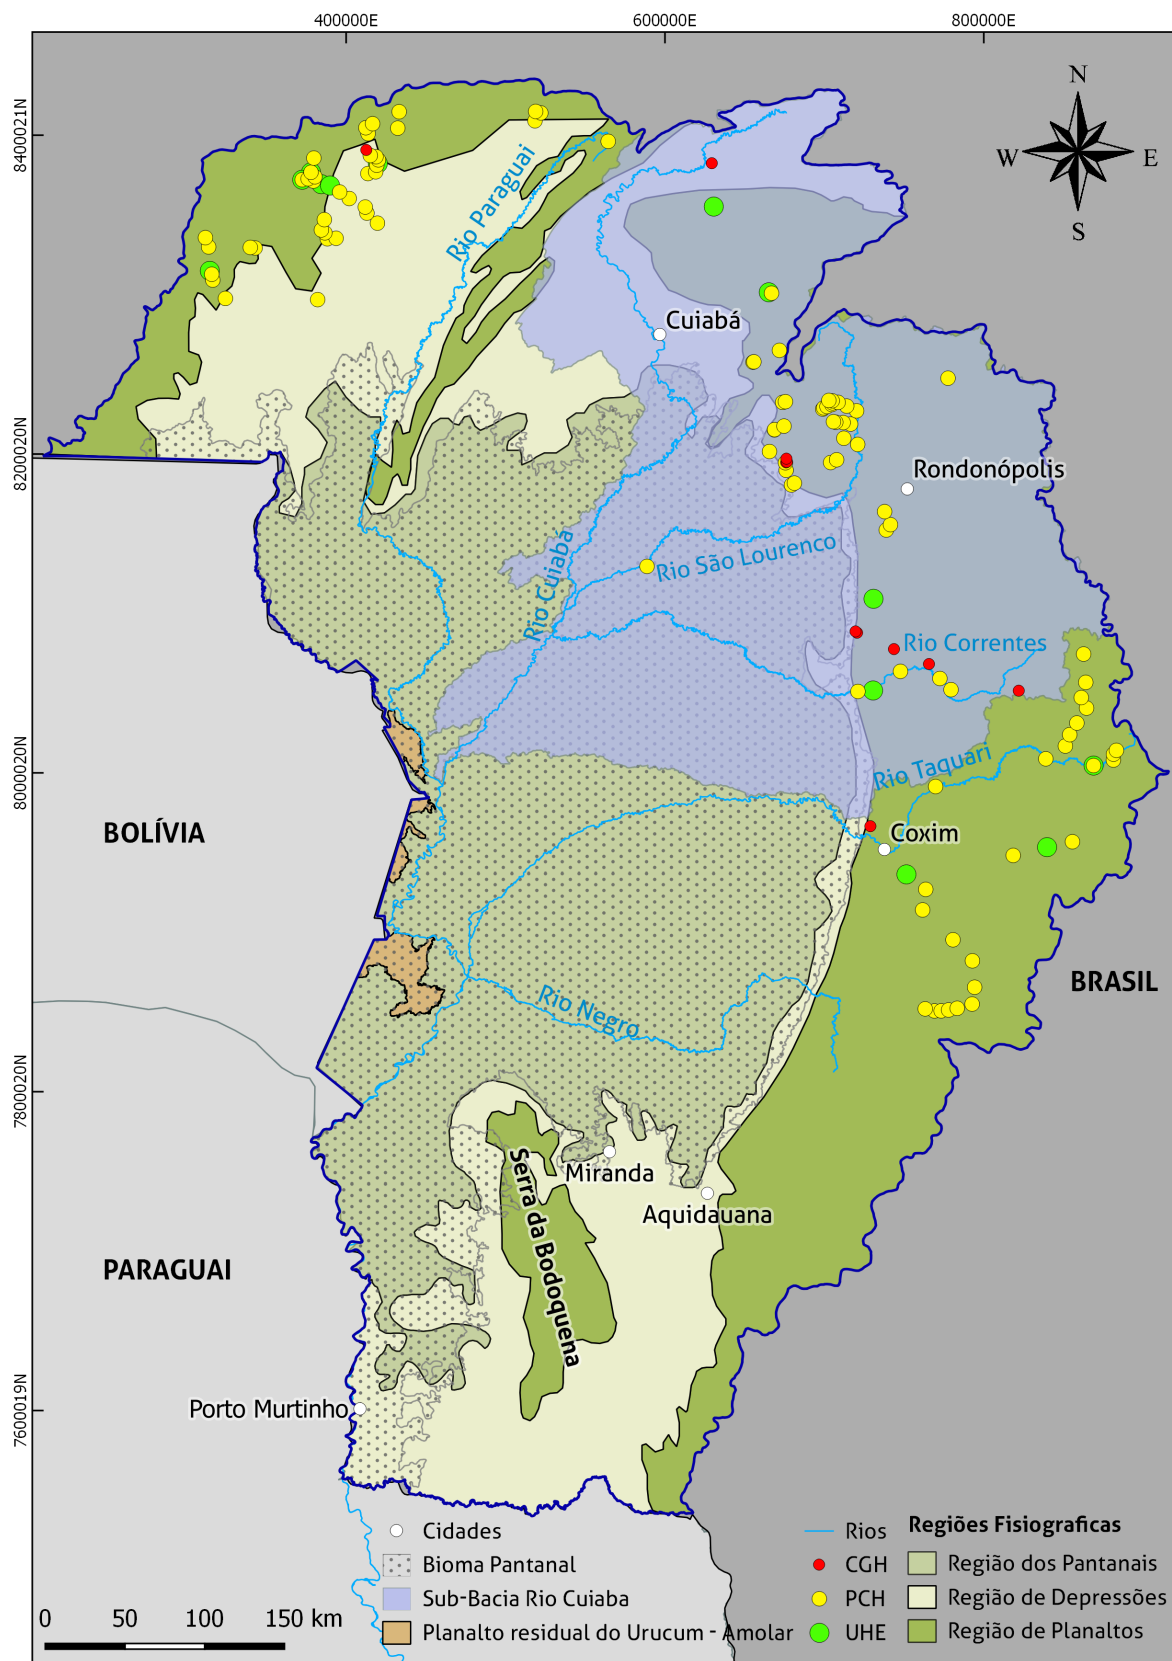 400000E
600000E
800000E
8400021N
8200020N
8000020N
7800020N
7600019N
N
W
E
S
Rio Paraguai
Cuiabá
Rondonópolis
Rio Cuiabá
Rio São Lourenco
Rio Correntes
Rio Taquari
BOLÍVIA
Coxim
BRASIL
Rio Negro
Serra da Bodoquena
Miranda
Aquidauana
PARAGUAI
Porto Murtinho
Cidades
Bioma Pantanal
Sub-Bacia Rio Cuiaba
Planalto residual do Urucum - Amolar
Rios
CGH
PCH
UHE
Regiões Fisiograficas
Região dos Pantanais
Região de Depressões
Região de Planaltos
0 50 100 150 km